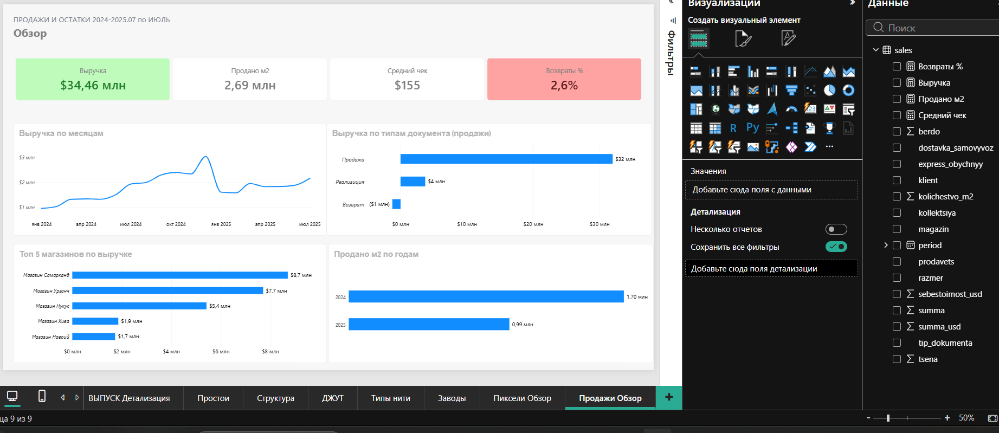 ПРОДАЖИ И ОСТАТКИ 2024-2025.07 по ИЮЛЬ
Обзор
Выручка
$34,46 млн
Продано м2
2,69 млн
Средний чек
$155
Возвраты %
2,6%
Выручка по месяцам
$3 млн
$2 млн
$1 млн
янв 2024
апр 2024
июл 2024
окт 2024
янв 2025
апр 2025
июл 2025
Выручка по типам документа (продажи)
Продажа
$32 млн
Реализиция
$4 млн
Возврат
($1 млн)
$0 млн
$10 млн
$20 млн
$30 млн
Топ 5 магазинов по выручке
Магазин Самарканд
$8,7 млн
Магазин Урганч
$7,7 млн
Магазин Нукус
$5,4 млн
Магазин Хива
$1,9 млн
Магазин Навоий
$1,7 млн
$0 млн
$2 млн
$4 млн
$6 млн
$8 млн
Продано м2 по годам
2024
1,70 млн
2025
0,99 млн
ВЫПУСК Детализация
Простои
Структура
ДЖУТ
Типы нити
Заводы
Пиксели Обзор
Продажи Обзор
ца 9 из 9
Фильтры
Визуализации
Создать визуальный элемент
123
R
Py
Значения
Добавьте сюда поля с данными
Детализация
Несколько отчетов
Сохранить все фильтры
Добавьте сюда поля детализации
Данные
Поиск
sales
Возвраты %
Выручка
Продано м2
Средний чек
berdo
dostavka_samovyvoz
express_obychnyy
klient
kolichestvo_m2
kollektsiya
magazin
period
prodavets
razmer
sebestoimost_usd
summa
summa_usd
tip_dokumenta
tsena
50%